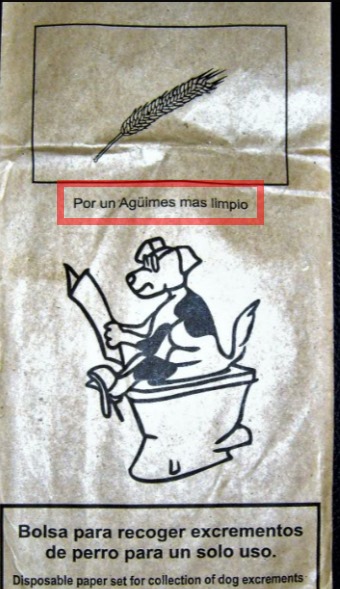 Por un Agüimes mas limpio
Bolsa para recoger excrementos
de perro para un solo uso.
Disposable paper set for collection of dog excrements